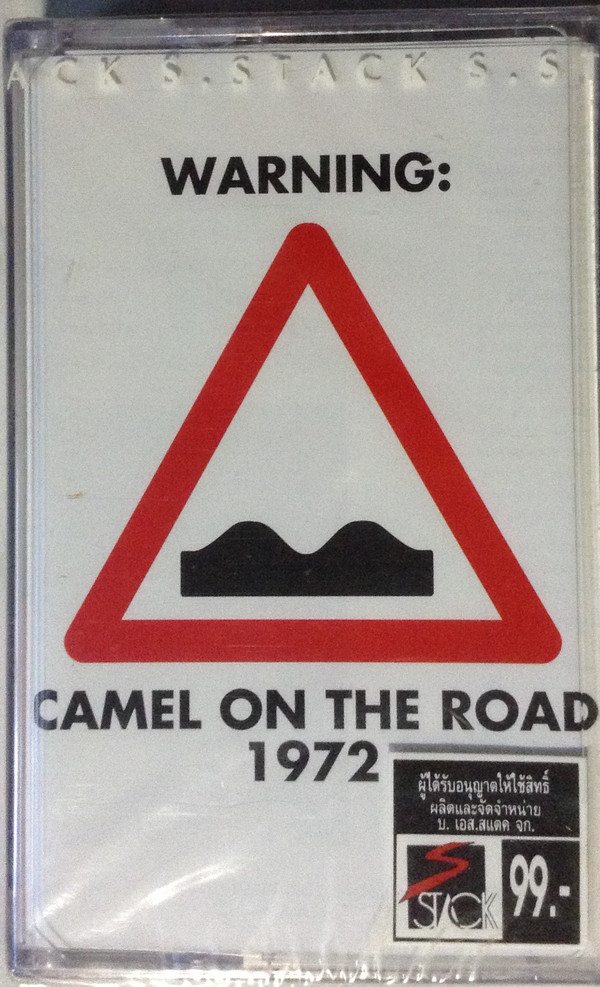 ACK S.STACK S.S
WARNING:
CAMEL ON THE ROAD
1972
ผู้ได้รับอนุญาตให้ใช้สิทธิ์
ผลิตและจัดจำหน่าย
บ. เอส.สแตค จก.
S
STACK
99.-